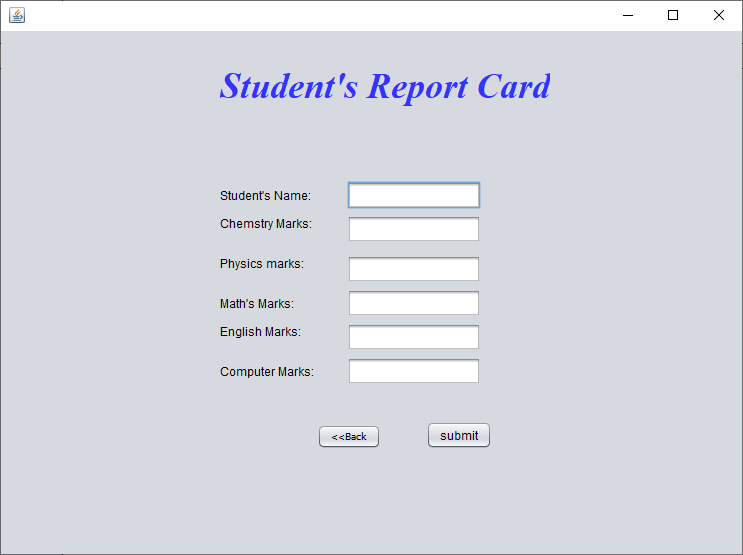 Student's Report Card
Student's Name:
Chemstry Marks:
Physics marks:
Math's Marks:
English Marks:
Computer Marks:
<<Back submit